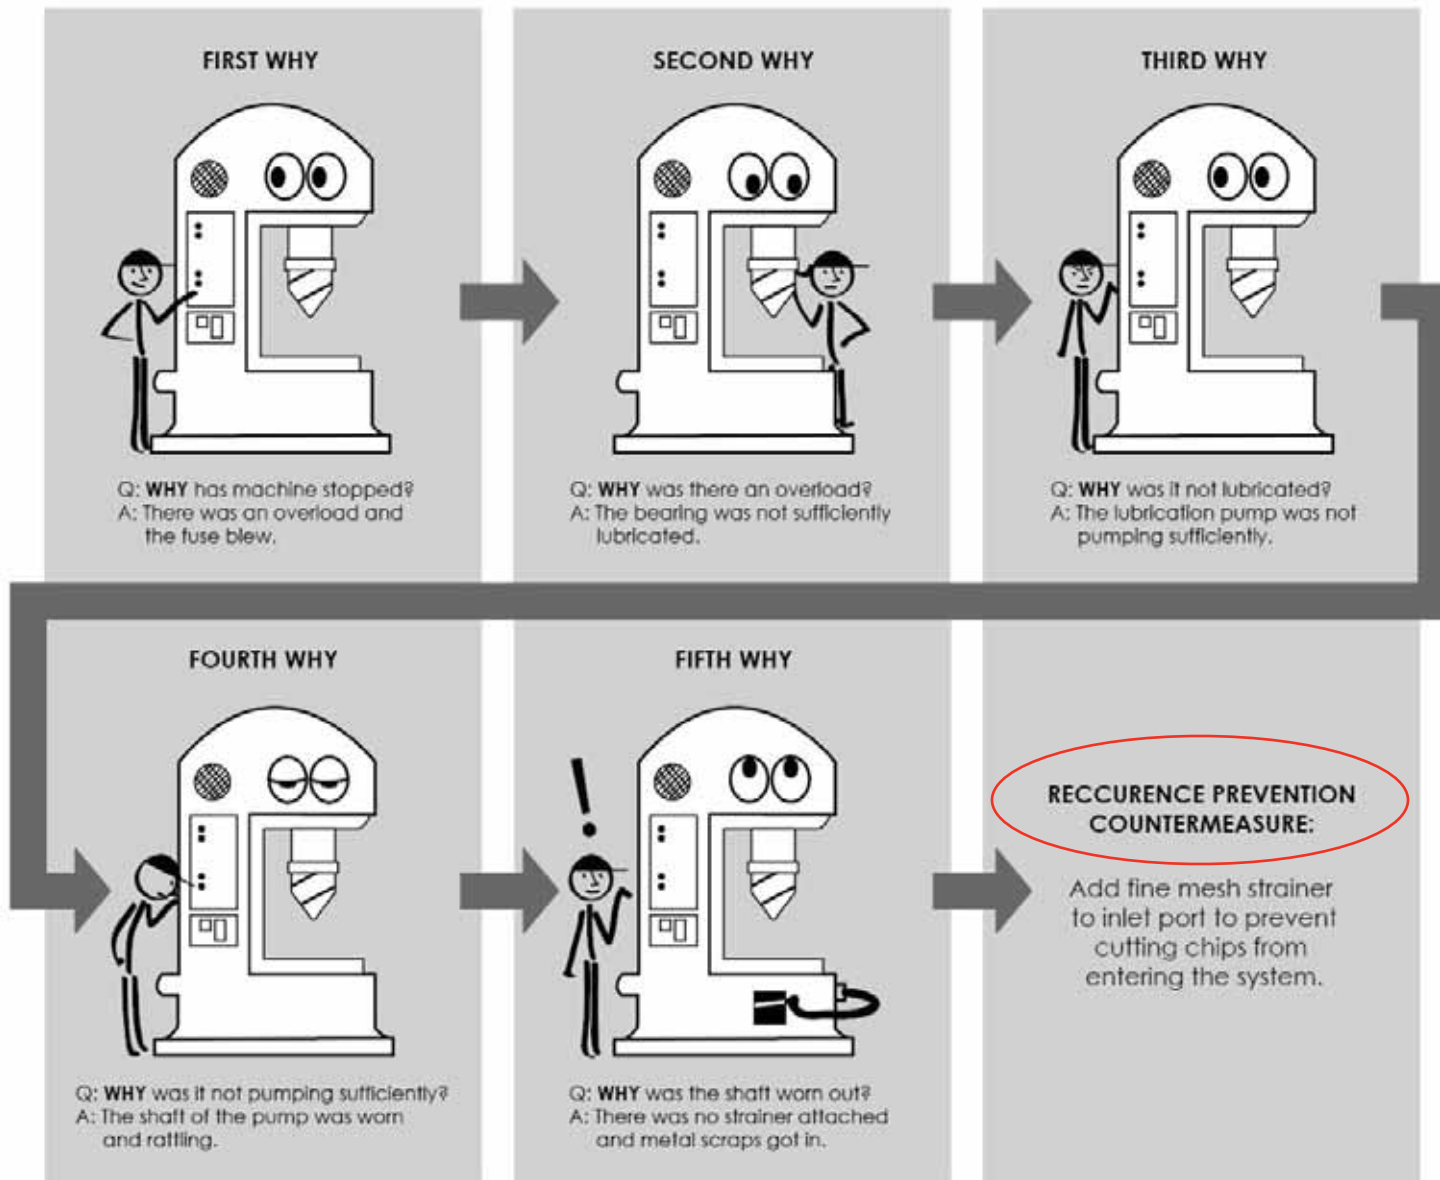 FIRST WHY
Q: WHY has machine stopped?
A: There was an overload and
the fuse blew.
SECOND WHY
Q: WHY was there an overload?
A: The bearing was not sufficiently
lubricated.
THIRD WHY
Q: WHY was it not lubricated?
A: The lubrication pump was not
pumping sufficiently.
FOURTH WHY
Q: WHY was it not pumping sufficiently?
A: The shaft of the pump was worn
and rattling.
FIFTH WHY
!
Q: WHY was the shaft worn out?
A: There was no strainer attached
and metal scraps got in.
RECCURENCE PREVENTION
COUNTERMEASURE:
Add fine mesh strainer
to inlet port to prevent
cutting chips from
entering the system.